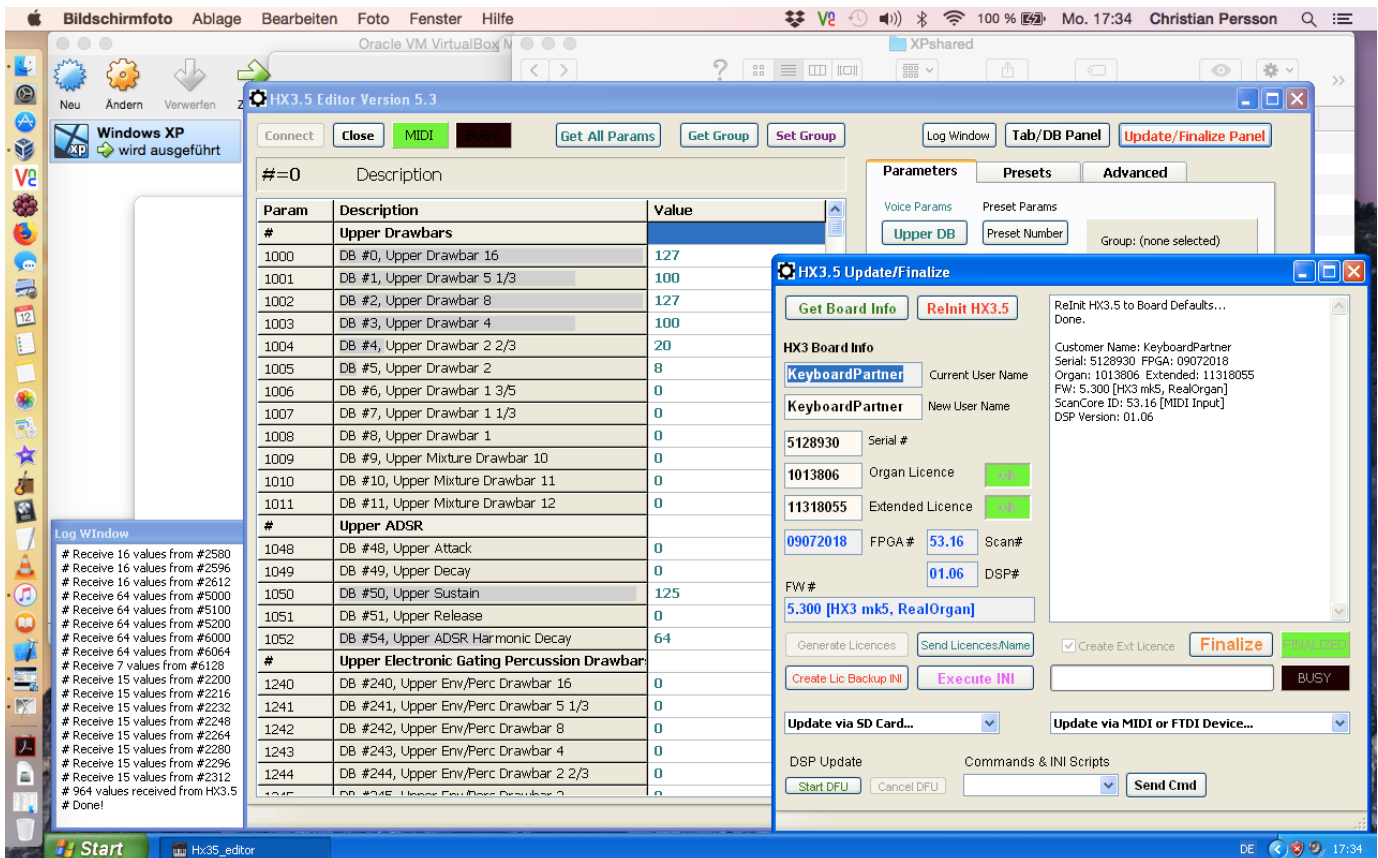 Bildschirmfoto Ablage Bearbeiten Foto Fenster Hilfe 100 % Mo. 17:34 Christian Persson
Oracle VM VirtualBox
XPshared
Neu Ändern Verwerfen
Windows XP
wird ausgeführt
HX3.5 Editor Version 5.3
Connect Close MIDI BUSY Get All Params Get Group Set Group Log Window Tab/DB Panel Update/Finalize Panel
#=0 Description
Parameters Presets Advanced
Voice Params Preset Params
Upper DB Preset Number Group: (none selected)
Param Description Value
# Upper Drawbars
1000 DB #0, Upper Drawbar 16 127
1001 DB #1, Upper Drawbar 5 1/3 100
1002 DB #2, Upper Drawbar 8 127
1003 DB #3, Upper Drawbar 4 100
1004 DB #4, Upper Drawbar 2 2/3 20
1005 DB #5, Upper Drawbar 2 8
1006 DB #6, Upper Drawbar 1 3/5 0
1007 DB #7, Upper Drawbar 1 1/3 0
1008 DB #8, Upper Drawbar 1 0
1009 DB #9, Upper Mixture Drawbar 10 0
1010 DB #10, Upper Mixture Drawbar 11 0
1011 DB #11, Upper Mixture Drawbar 12 0
# Upper ADSR
1048 DB #48, Upper Attack 0
1049 DB #49, Upper Decay 0
1050 DB #50, Upper Sustain 125
1051 DB #51, Upper Release 0
1052 DB #54, Upper ADSR Harmonic Decay 64
# Upper Electronic Gating Percussion Drawbar
1240 DB #240, Upper Env/Perc Drawbar 16 0
1241 DB #241, Upper Env/Perc Drawbar 5 1/3 0
1242 DB #242, Upper Env/Perc Drawbar 8 0
1243 DB #243, Upper Env/Perc Drawbar 4 0
1244 DB #244, Upper Env/Perc Drawbar 2 2/3 0
1245 DB #245, Upper Env/Perc Drawbar 2 0
HX3.5 Update/Finalize
Get Board Info ReInit HX3.5
HX3 Board Info
KeyboardPartner Current User Name
KeyboardPartner New User Name
5128930 Serial #
1013806 Organ Licence
11318055 Extended Licence
09072018 FPGA# 53.16 Scan#
01.06 DSP#
FW#
5.300 [HX3 mk5, RealOrgan]
ReInit HX3.5 to Board Defaults...
Done.
Customer Name: KeyboardPartner
Serial: 5128930 FPGA: 09072018
Organ: 1013806 Extended: 11318055
FW: 5.300 [HX3 mk5, RealOrgan]
ScanCore ID: 53.16 [MIDI Input]
DSP Version: 01.06
Generate Licences Send Licences/Name Create Ext Licence Finalize FINALIZED
Create Lic Backup INI Execute INI BUSY
Update via SD Card... Update via MIDI or FTDI Device...
DSP Update Commands & INI Scripts
Start DFU Cancel DFU Send Cmd
Log WIndow
# Receive 16 values from #2580
# Receive 16 values from #2596
# Receive 16 values from #2612
# Receive 64 values from #5000
# Receive 64 values from #5100
# Receive 64 values from #5200
# Receive 64 values from #6000
# Receive 64 values from #6064
# Receive 7 values from #6128
# Receive 15 values from #2200
# Receive 15 values from #2216
# Receive 15 values from #2232
# Receive 15 values from #2248
# Receive 15 values from #2264
# Receive 15 values from #2280
# Receive 15 values from #2296
# Receive 15 values from #2312
# 964 values received from HX3.5
# Done!
Start Hx35_editor DE 17:34